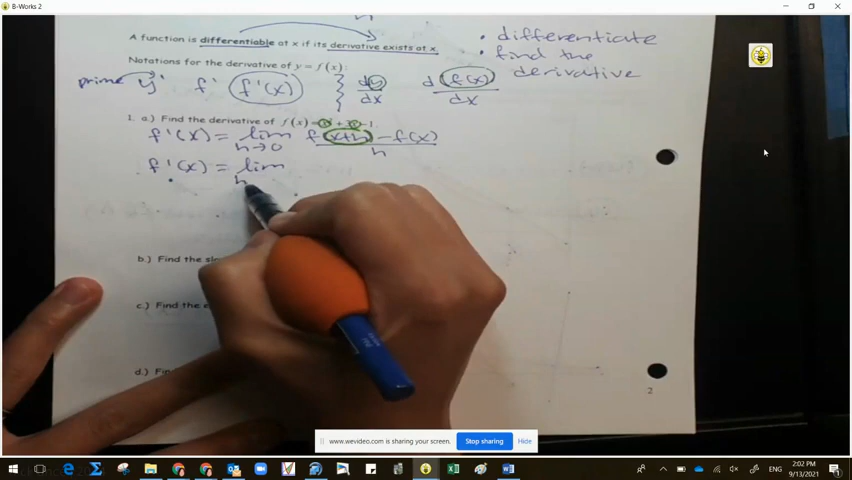 B-Works 2
h
A function is differentiable at x if its derivative exists at x.
• differentiate
• find the derivative
Notations for the derivative of y = f(x):
prime y' f' f'(x) dy/dx d(f(x))/dx
1. a.) Find the derivative of
f'(x) = lim h→0 f(x+h) - f(x) / h
f'(x) = lim
h
b.) Find the
c.) Find the
d.) Find
2
www.wevideo.com is sharing your screen. Stop sharing Hide
2:02 PM
9/13/2021